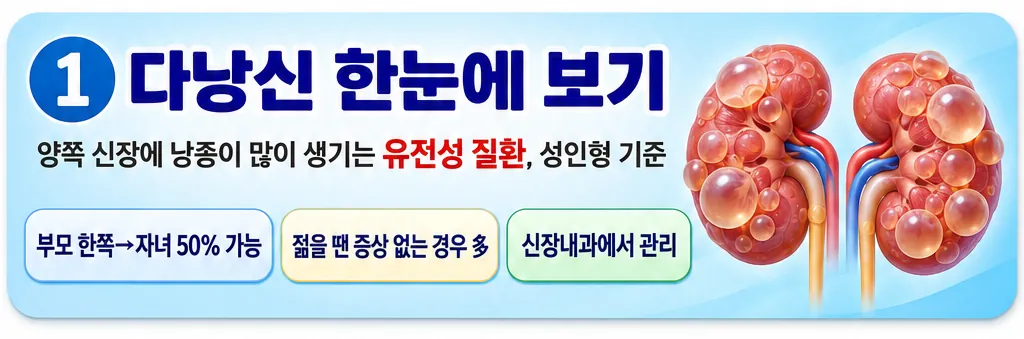 1 다낭신 한눈에 보기
양쪽 신장에 낭종이 많이 생기는 유전성 질환, 성인형 기준
부모 한쪽→자녀 50% 가능
젊을 땐 증상 없는 경우 多
신장내과에서 관리